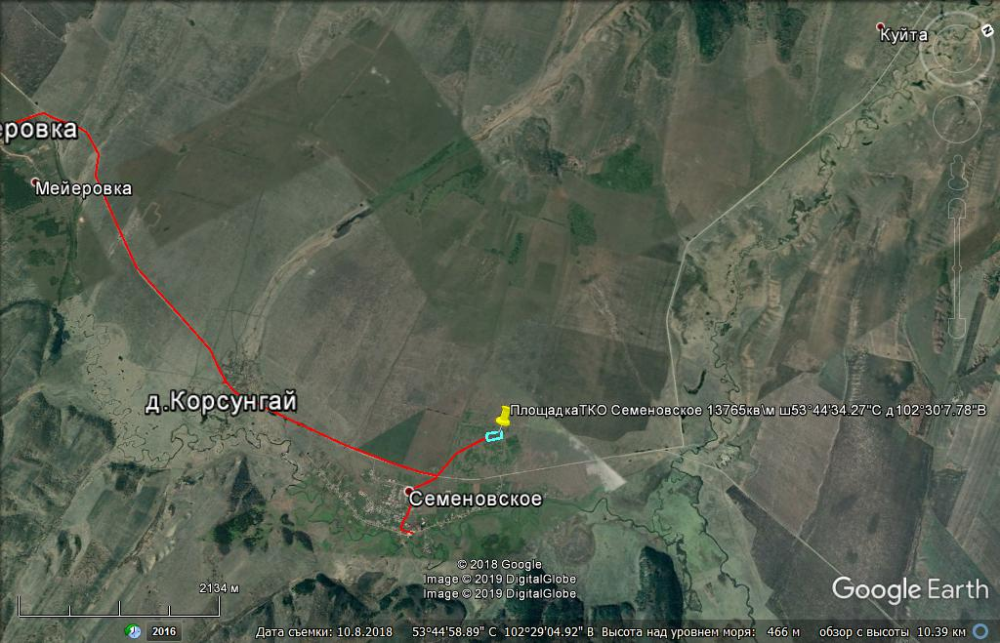 Куйта
N
еровка
Мейеровка
д.Корсунгай
ПлощадкаТКО Семеновское 13765кв\м ш53°44'34.27"С д102°30'7.78"В
Семеновское
© 2018 Google
Image © 2019 DigitalGlobe
Image © 2019 DigitalGlobe
2134 м
Google Earth
2016
Дата съемки: 10.8.2018 53°44'58.89" С 102°29'04.92" В Высота над уровнем моря: 466 м обзор с высоты 10.39 км